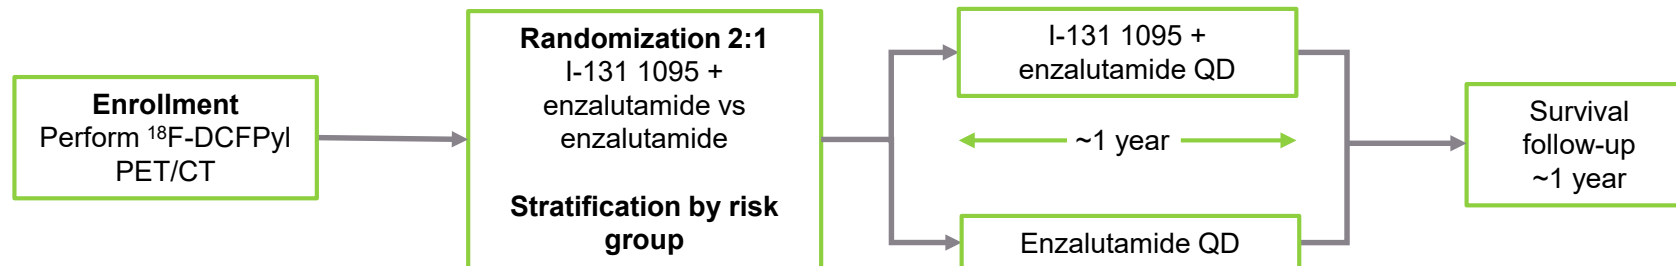 Enrollment
Perform ¹⁸F-DCFPyl
PET/CT
Randomization 2:1
I-131 1095 +
enzalutamide vs
enzalutamide
Stratification by risk
group
I-131 1095 +
enzalutamide QD
~1 year
Enzalutamide QD
Survival
follow-up
~1 year